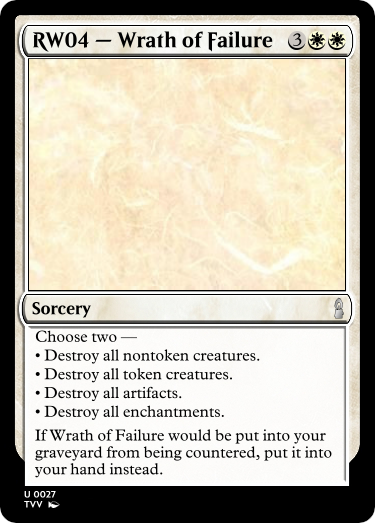 RW04 — Wrath of Failure 3
Sorcery
Choose two —
• Destroy all nontoken creatures.
• Destroy all token creatures.
• Destroy all artifacts.
• Destroy all enchantments.
If Wrath of Failure would be put into your
graveyard from being countered, put it into
your hand instead.
U 0027
TVV